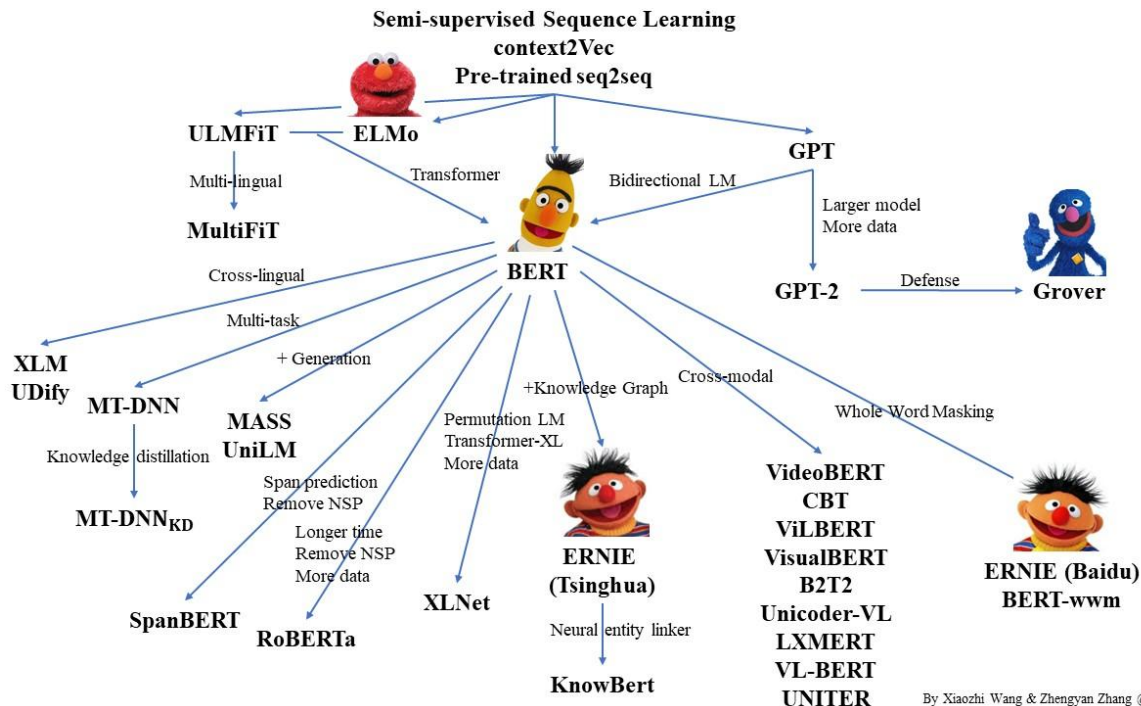 Semi-supervised Sequence Learning
context2Vec
Pre-trained seq2seq
ULMFiT
ELMo
GPT
Multi-lingual
Transformer
Bidirectional LM
Larger model
More data
MultiFiT
BERT
GPT-2
Defense
Grover
Cross-lingual
Multi-task
+ Generation
+Knowledge Graph
Cross-modal
Whole Word Masking
XLM
UDify
MT-DNN
MASS
UniLM
Permutation LM
Transformer-XL
More data
Knowledge distillation
MT-DNNKD
Span prediction
Remove NSP
Longer time
Remove NSP
More data
SpanBERT
RoBERTa
XLNet
ERNIE
(Tsinghua)
Neural entity linker
KnowBert
VideoBERT
CBT
ViLBERT
VisualBERT
B2T2
Unicoder-VL
LXMERT
VL-BERT
UNITER
ERNIE (Baidu)
BERT-wwm
By Xiaozhi Wang & Zhengyan Zhang @